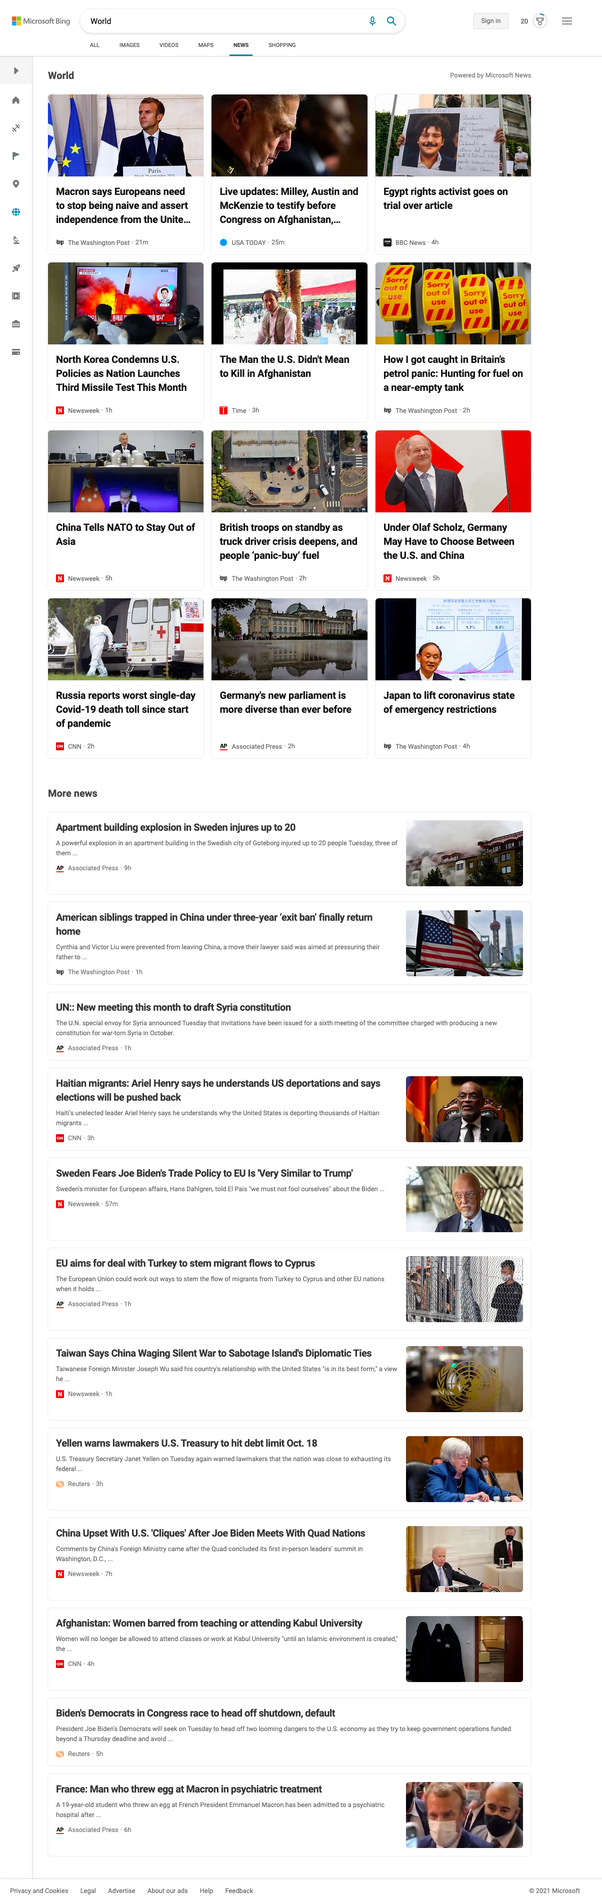 Microsoft Bing
World
Sign in
20
ALL IMAGES VIDEOS MAPS NEWS SHOPPING
World
Powered by Microsoft News
Paris
Macron says Europeans need
to stop being naive and assert
independence from the Unite...
The Washington Post · 21m
Live updates: Milley, Austin and
McKenzie to testify before
Congress on Afghanistan,...
USA TODAY · 25m
Egypt rights activist goes on
trial over article
BBC News · 4h
North Korea Condemns U.S.
Policies as Nation Launches
Third Missile Test This Month
Newsweek · 1h
The Man the U.S. Didn't Mean
to Kill in Afghanistan
Time · 3h
Sorry
out of
use
Sorry
out of
use
Sorry
out of
use
Sorry
out of
use
How I got caught in Britain's
petrol panic: Hunting for fuel on
a near-empty tank
The Washington Post · 2h
China Tells NATO to Stay Out of
Asia
Newsweek · 5h
British troops on standby as
truck driver crisis deepens, and
people 'panic-buy' fuel
The Washington Post · 2h
Under Olaf Scholz, Germany
May Have to Choose Between
the U.S. and China
Newsweek · 5h
Russia reports worst single-day
Covid-19 death toll since start
of pandemic
CNN · 2h
Germany's new parliament is
more diverse than ever before
AP Associated Press · 2h
Japan to lift coronavirus state
of emergency restrictions
The Washington Post · 4h
More news
Apartment building explosion in Sweden injures up to 20
A powerful explosion in an apartment building in the Swedish city of Goteborg injured up to 20 people Tuesday, three of
them ...
AP Associated Press · 9h
American siblings trapped in China under three-year 'exit ban' finally return
home
Cynthia and Victor Liu were prevented from leaving China, a move their lawyer said was aimed at pressuring their
father to ...
The Washington Post · 1h
UN:: New meeting this month to draft Syria constitution
The U.N. special envoy for Syria announced Tuesday that invitations have been issued for a sixth meeting of the committee charged with producing a new
constitution for war-torn Syria in October.
AP Associated Press · 1h
Haitian migrants: Ariel Henry says he understands US deportations and says
elections will be pushed back
Haiti's unelected leader Ariel Henry says he understands why the United States is deporting thousands of Haitian
migrants ...
CNN · 3h
Sweden Fears Joe Biden's Trade Policy to EU Is 'Very Similar to Trump'
Sweden's minister for European affairs, Hans Dahlgren, told El Pais "we must not fool ourselves" about the Biden ...
Newsweek · 57m
EU aims for deal with Turkey to stem migrant flows to Cyprus
The European Union could work out ways to stem the flow of migrants from Turkey to Cyprus and other EU nations
when it holds ...
AP Associated Press · 1h
Taiwan Says China Waging Silent War to Sabotage Island's Diplomatic Ties
Taiwanese Foreign Minister Joseph Wu said his country's relationship with the United States "is in its best form," a view
he ...
Newsweek · 1h
Yellen warns lawmakers U.S. Treasury to hit debt limit Oct. 18
U.S. Treasury Secretary Janet Yellen on Tuesday again warned lawmakers that the nation was close to exhausting its
federal ...
Reuters · 3h
China Upset With U.S. 'Cliques' After Joe Biden Meets With Quad Nations
Comments by China's Foreign Ministry came after the Quad concluded its first in-person leaders' summit in
Washington, D.C., ...
Newsweek · 7h
Afghanistan: Women barred from teaching or attending Kabul University
Women will no longer be allowed to attend classes or work at Kabul University "until an Islamic environment is created,"
the ...
CNN · 4h
Biden's Democrats in Congress race to head off shutdown, default
President Joe Biden's Democrats will seek on Tuesday to head off two looming dangers to the U.S. economy as they try to keep government operations funded
beyond a Thursday deadline and avoid ...
Reuters · 5h
France: Man who threw egg at Macron in psychiatric treatment
A 19-year-old student who threw an egg at French President Emmanuel Macron has been admitted to a psychiatric
hospital after ...
AP Associated Press · 6h
Privacy and Cookies Legal Advertise About our ads Help Feedback
© 2021 Microsoft